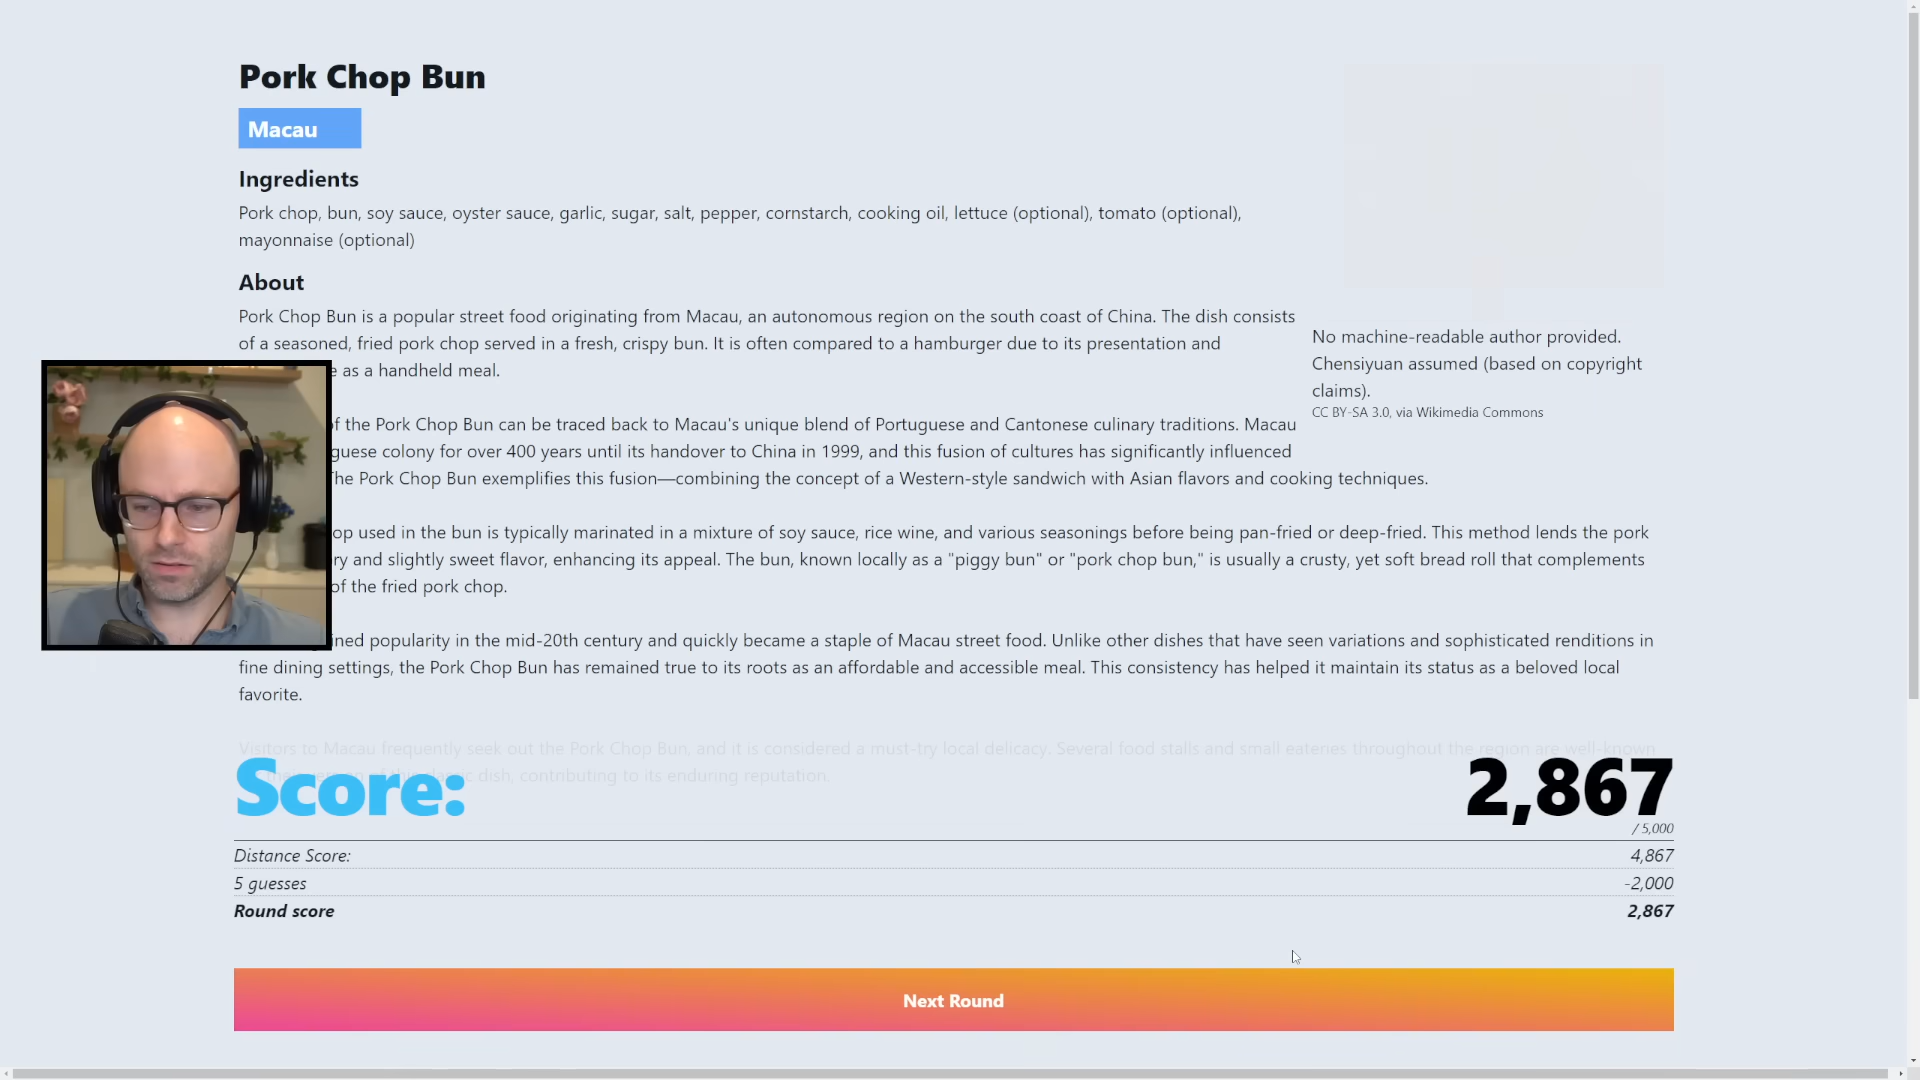 Pork Chop Bun
Macau
Ingredients
Pork chop, bun, soy sauce, oyster sauce, garlic, sugar, salt, pepper, cornstarch, cooking oil, lettuce (optional), tomato (optional),
mayonnaise (optional)
About
Pork Chop Bun is a popular street food originating from Macau, an autonomous region on the south coast of China. The dish consists
of a seasoned, fried pork chop served in a fresh, crispy bun. It is often compared to a hamburger due to its presentation and
as a handheld meal.
of the Pork Chop Bun can be traced back to Macau's unique blend of Portuguese and Cantonese culinary traditions. Macau
guese colony for over 400 years until its handover to China in 1999, and this fusion of cultures has significantly influenced
The Pork Chop Bun exemplifies this fusion—combining the concept of a Western-style sandwich with Asian flavors and cooking techniques.
op used in the bun is typically marinated in a mixture of soy sauce, rice wine, and various seasonings before being pan-fried or deep-fried. This method lends the pork
ry and slightly sweet flavor, enhancing its appeal. The bun, known locally as a "piggy bun" or "pork chop bun," is usually a crusty, yet soft bread roll that complements
of the fried pork chop.
ined popularity in the mid-20th century and quickly became a staple of Macau street food. Unlike other dishes that have seen variations and sophisticated renditions in
fine dining settings, the Pork Chop Bun has remained true to its roots as an affordable and accessible meal. This consistency has helped it maintain its status as a beloved local
favorite.
Visitors to Macau frequently seek out the Pork Chop Bun, and it is considered a must-try local delicacy. Several food stalls and small eateries throughout the region are well-known
dish, contributing to its enduring reputation.
No machine-readable author provided.
Chensiyuan assumed (based on copyright
claims).
CC BY-SA 3.0, via Wikimedia Commons
Score:
2,867
/ 5,000
Distance Score:
4,867
5 guesses
-2,000
Round score
2,867
Next Round